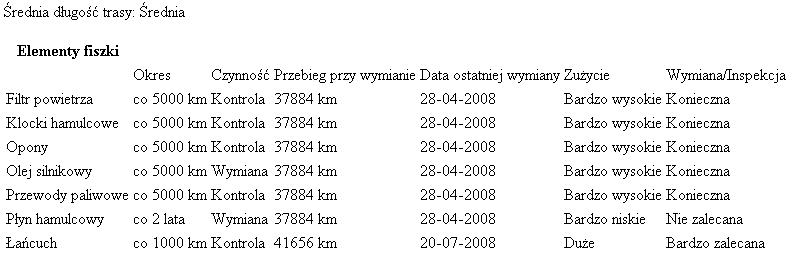 Średnia długość trasy: Średnia
Elementy fiszki
Okres Czynność Przebieg przy wymianie Data ostatniej wymiany Zużycie Wymiana/Inspekcja
Filtr powietrza co 5000 km Kontrola 37884 km 28-04-2008 Bardzo wysokie Konieczna
Klocki hamulcowe co 5000 km Kontrola 37884 km 28-04-2008 Bardzo wysokie Konieczna
Opony co 5000 km Kontrola 37884 km 28-04-2008 Bardzo wysokie Konieczna
Olej silnikowy co 5000 km Wymiana 37884 km 28-04-2008 Bardzo wysokie Konieczna
Przewody paliwowe co 5000 km Kontrola 37884 km 28-04-2008 Bardzo wysokie Konieczna
Płyn hamulcowy co 2 lata Wymiana 37884 km 28-04-2008 Bardzo niskie Nie zalecana
Łańcuch co 1000 km Kontrola 41656 km 20-07-2008 Duże Bardzo zalecana